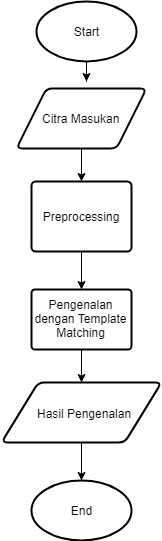 Start
Citra Masukan
Preprocessing
Pengenalan
dengan Template
Matching
Hasil Pengenalan
End